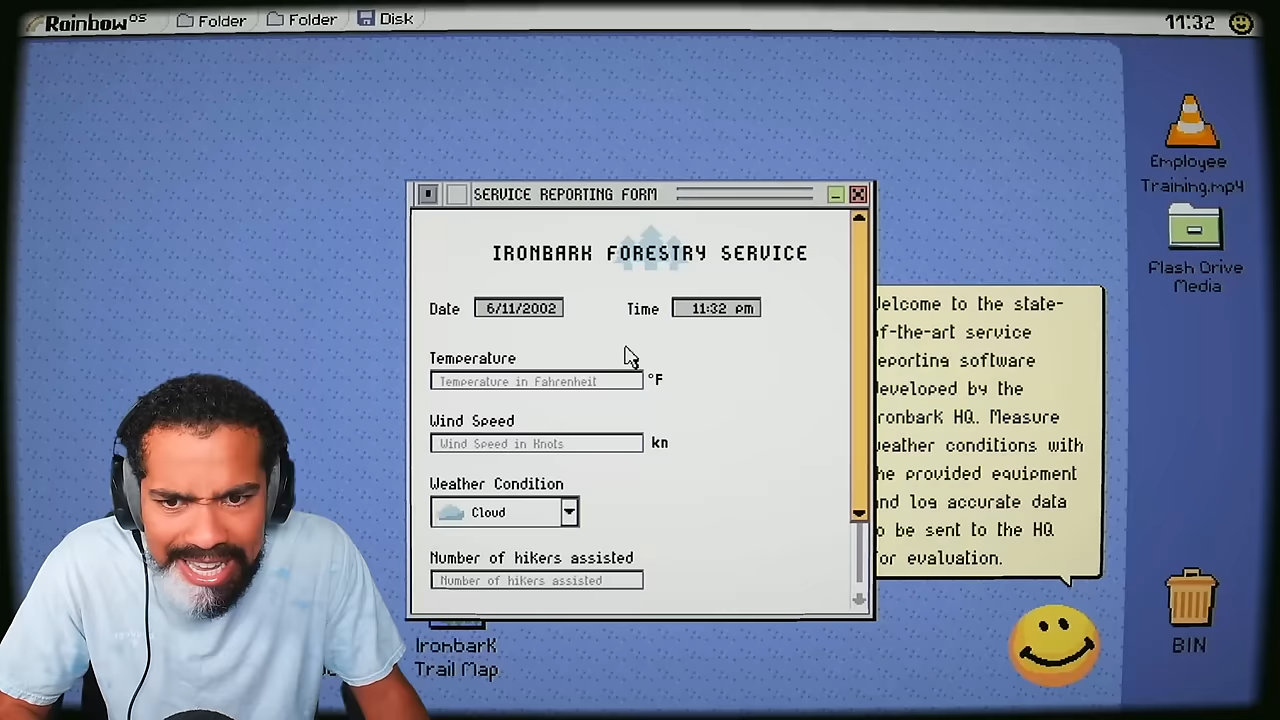 RainbowOS
Folder
Folder
Disk
11:32
Employee
Training.mp4
Flash Drive
Media
SERVICE REPORTING FORM
IRONBARK FORESTRY SERVICE
Date 6/11/2002 Time 11:32 pm
Temperature
Temperature in Fahrenheit °F
Wind Speed
Wind Speed in Knots kn
Weather Condition
Cloud
Number of hikers assisted
Number of hikers assisted
elcome to the state-
f-the-art service
eporting software
eveloped by the
ronbark HQ. Measure
eather conditions with
he provided equipment
nd log accurate data
o be sent to the HQ
or evaluation.
Ironbark
Trail Map
BIN